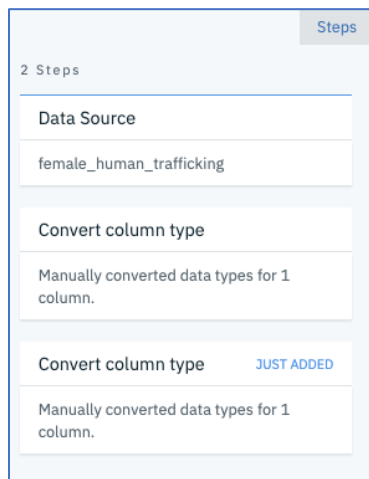 Steps
2 Steps
Data Source
female_human_trafficking
Convert column type
Manually converted data types for 1
column.
Convert column type JUST ADDED
Manually converted data types for 1
column.